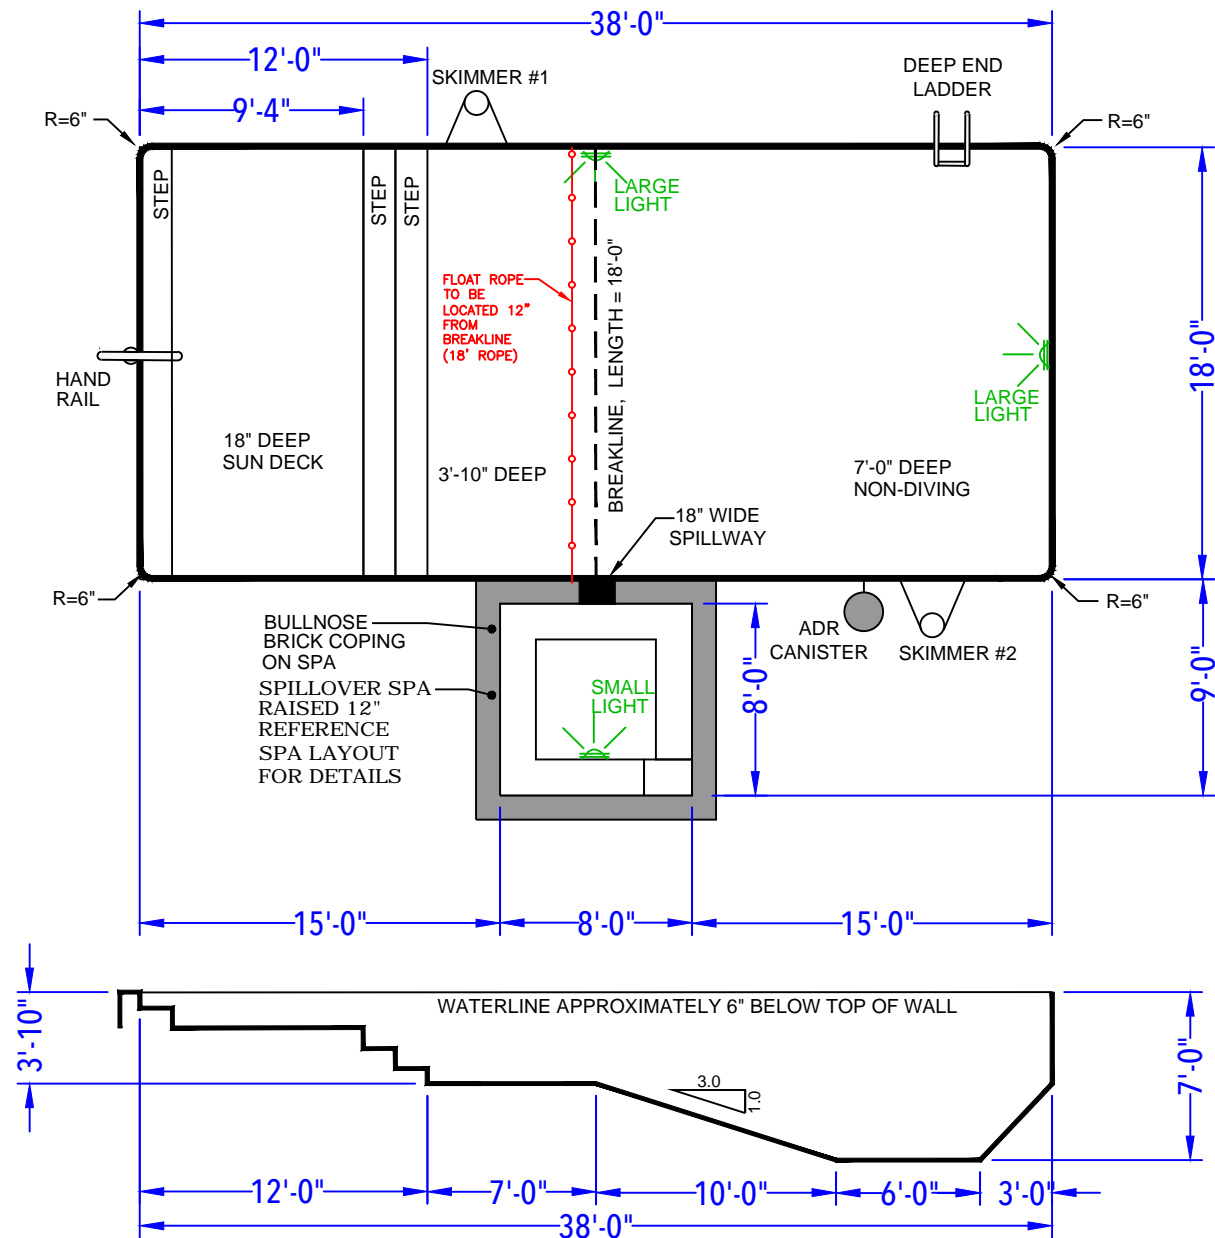 38'-0"
12'-0"
9'-4"
SKIMMER #1
DEEP END
LADDER
R=6"
R=6"
STEP
STEP
STEP
LARGE
LIGHT
FLOAT ROPE
TO BE
LOCATED 12"
FROM
BREAKLINE
(18' ROPE)
BREAKLINE, LENGTH = 18'-0"
18'-0"
HAND
RAIL
LARGE
LIGHT
18" DEEP
SUN DECK
3'-10" DEEP
7'-0" DEEP
NON-DIVING
18" WIDE
SPILLWAY
R=6"
R=6"
BULLNOSE
BRICK COPING
ON SPA
ADR
CANISTER
SKIMMER #2
SPILLOVER SPA
RAISED 12"
REFERENCE
SPA LAYOUT
FOR DETAILS
SMALL
LIGHT
8'-0"
9'-0"
15'-0"
8'-0"
15'-0"
WATERLINE APPROXIMATELY 6" BELOW TOP OF WALL
3'-10"
3.0
1.0
7'-0"
12'-0"
7'-0"
10'-0"
6'-0"
3'-0"
38'-0"